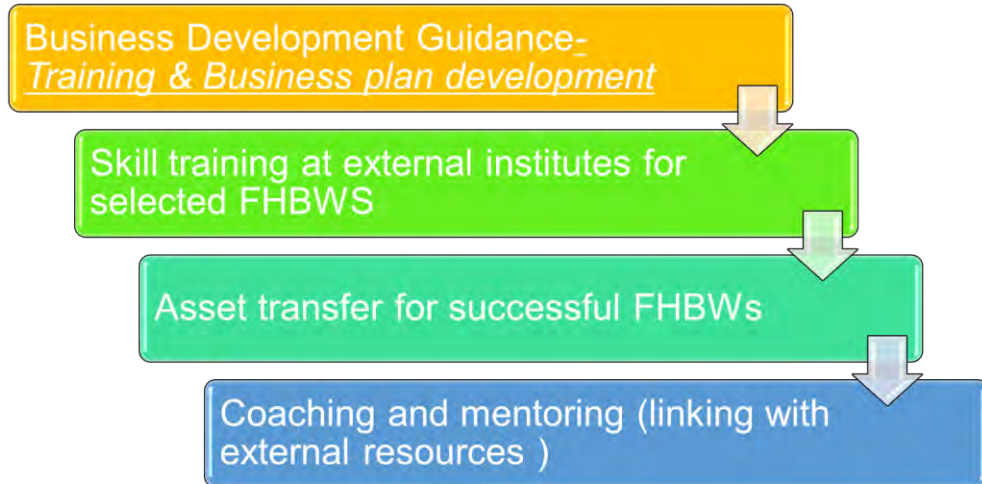 Business Development Guidance-
Training & Business plan development
Skill training at external institutes for
selected FHBWS
Asset transfer for successful FHBWs
Coaching and mentoring (linking with
external resources )